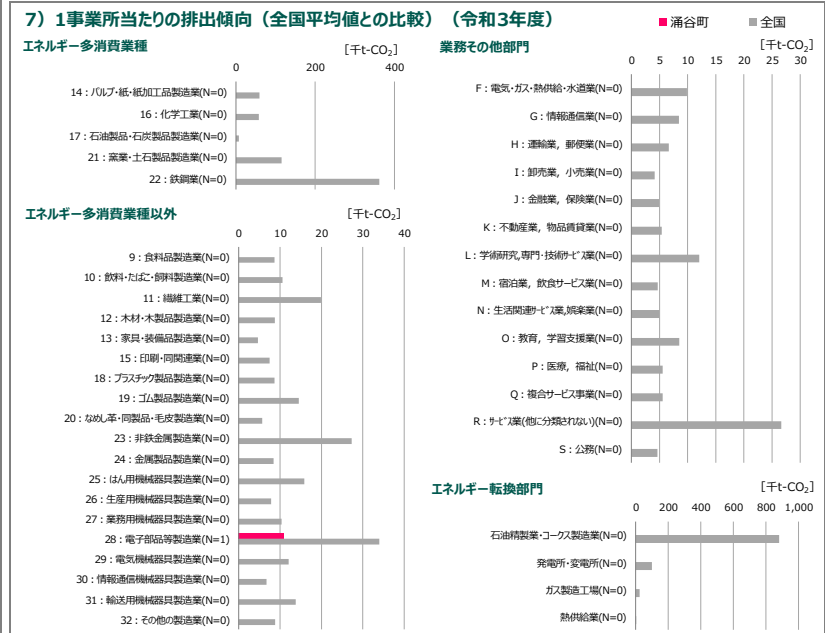 7）1事業所当たりの排出傾向（全国平均値との比較）（令和3年度）
■涌谷町 ■全国
エネルギー多消費業種
[千t-CO₂]
0 200 400
14：パルプ・紙・紙加工品製造業(N=0)
16：化学工業(N=0)
17：石油製品・石炭製品製造業(N=0)
21：窯業・土石製品製造業(N=0)
22：鉄鋼業(N=0)
エネルギー多消費業種以外
[千t-CO₂]
0 10 20 30 40
9：食料品製造業(N=0)
10：飲料・たばこ・飼料製造業(N=0)
11：繊維工業(N=0)
12：木材・木製品製造業(N=0)
13：家具・装備品製造業(N=0)
15：印刷・同関連業(N=0)
18：プラスチック製品製造業(N=0)
19：ゴム製品製造業(N=0)
20：なめし革・同製品・毛皮製造業(N=0)
23：非鉄金属製造業(N=0)
24：金属製品製造業(N=0)
25：はん用機械器具製造業(N=0)
26：生産用機械器具製造業(N=0)
27：業務用機械器具製造業(N=0)
28：電子部品等製造業(N=1)
29：電気機械器具製造業(N=0)
30：情報通信機械器具製造業(N=0)
31：輸送用機械器具製造業(N=0)
32：その他の製造業(N=0)
業務その他部門
[千t-CO₂]
0 5 10 15 20 25 30
F：電気・ガス・熱供給・水道業(N=0)
G：情報通信業(N=0)
H：運輸業，郵便業(N=0)
I：卸売業，小売業(N=0)
J：金融業，保険業(N=0)
K：不動産業，物品賃貸業(N=0)
L：学術研究,専門・技術ｻｰﾋﾞｽ業(N=0)
M：宿泊業，飲食サービス業(N=0)
N：生活関連ｻｰﾋﾞｽ業,娯楽業(N=0)
O：教育，学習支援業(N=0)
P：医療，福祉(N=0)
Q：複合サービス事業(N=0)
R：ｻｰﾋﾞｽ業(他に分類されない)(N=0)
S：公務(N=0)
エネルギー転換部門
[千t-CO₂]
0 200 400 600 800 1,000
石油精製業・コークス製造業(N=0)
発電所・変電所(N=0)
ガス製造工場(N=0)
熱供給業(N=0)